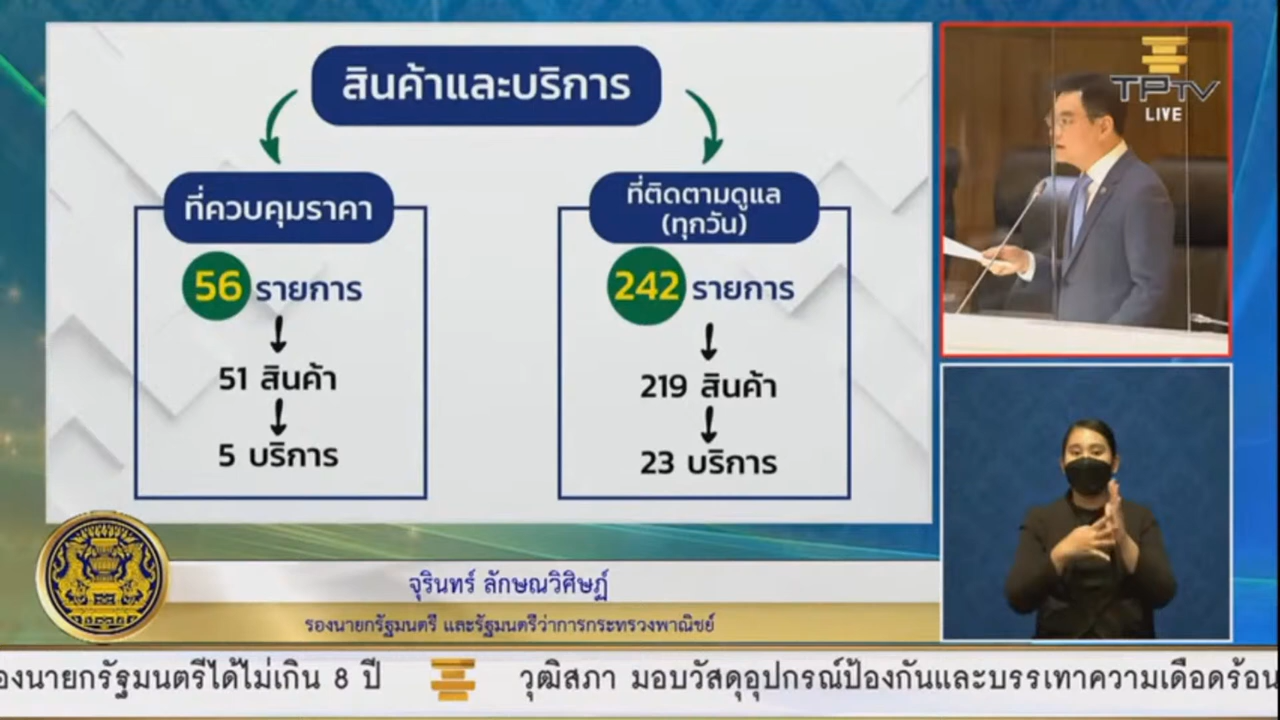 สินค้าและบริการ
ที่ควบคุมราคา
56 รายการ
51 สินค้า
5 บริการ
ที่ติดตามดูแล
(ทุกวัน)
242 รายการ
219 สินค้า
23 บริการ
TPTV
LIVE
จุรินทร์ ลักษณวิศิษฏ์
รองนายกรัฐมนตรี และรัฐมนตรีว่าการกระทรวงพาณิชย์
องนายกรัฐมนตรีได้ไม่เกิน 8 ปี วุฒิสภา มอบวัสดุอุปกรณ์ป้องกันและบรรเทาความเดือดร้อน